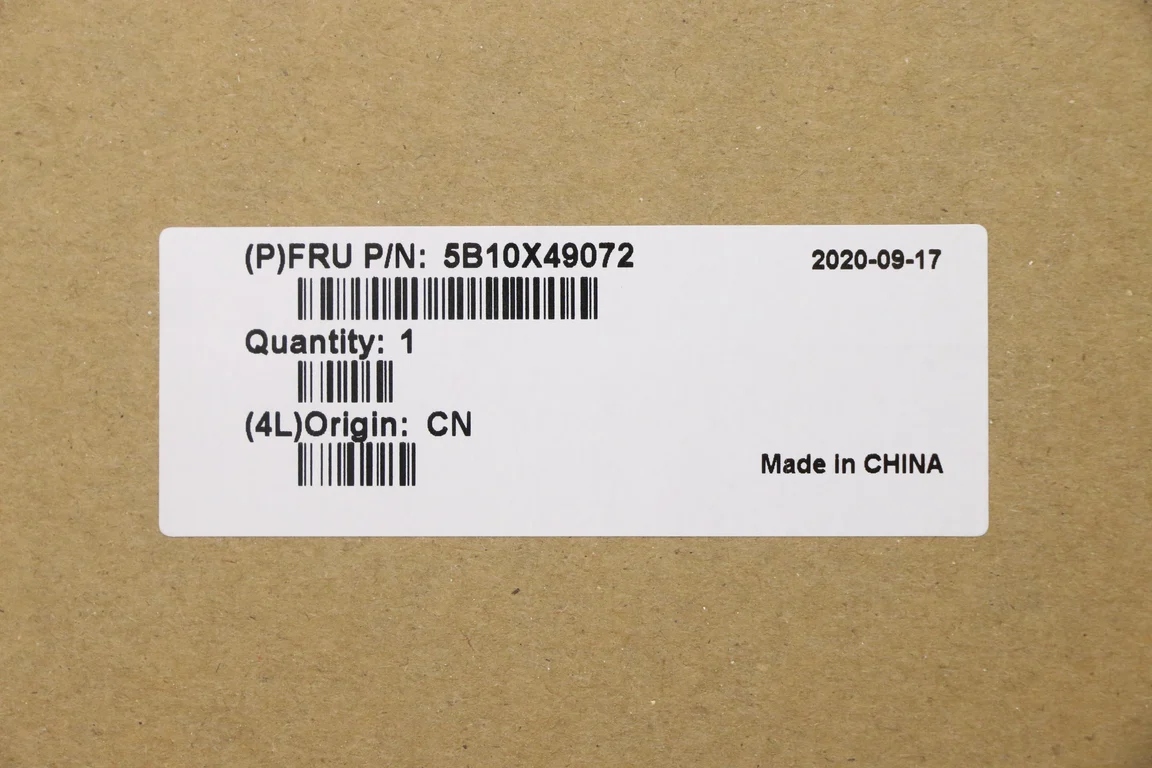 (P)FRU P/N: 5B10X49072
2020-09-17
Quantity: 1
(4L)Origin: CN
Made in CHINA